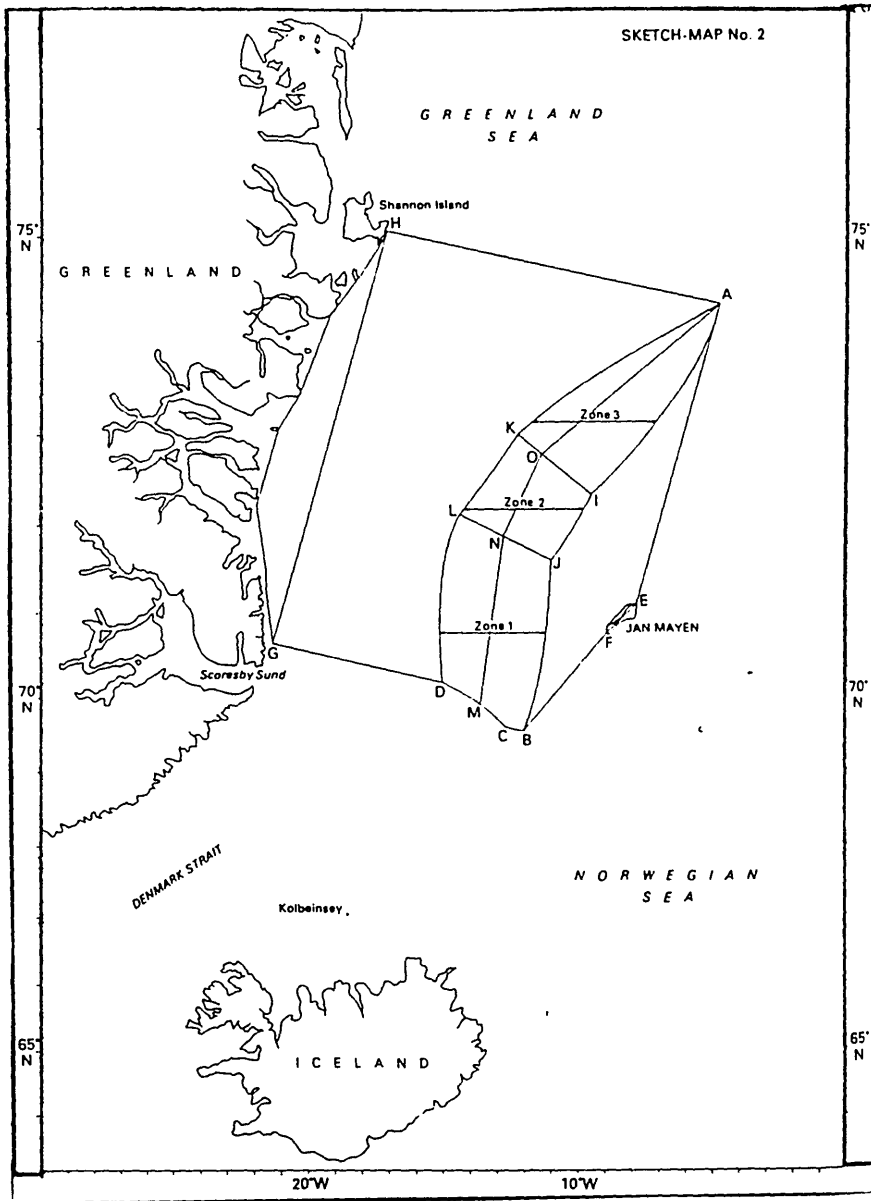 SKETCH-MAP No. 2
GREENLAND
SEA
Shannon Island
H
75°
N
75°
N
GREENLAND
A
Zone 3
K
O
I
L
Zone 2
N
J
E
F
JAN MAYEN
Zone 1
G
Scoresby Sund
D
70°
N
70°
N
M
C
B
DENMARK STRAIT
NORWEGIAN
SEA
Kolbeinsey
65°
N
65°
N
ICELAND
20°W
10°W